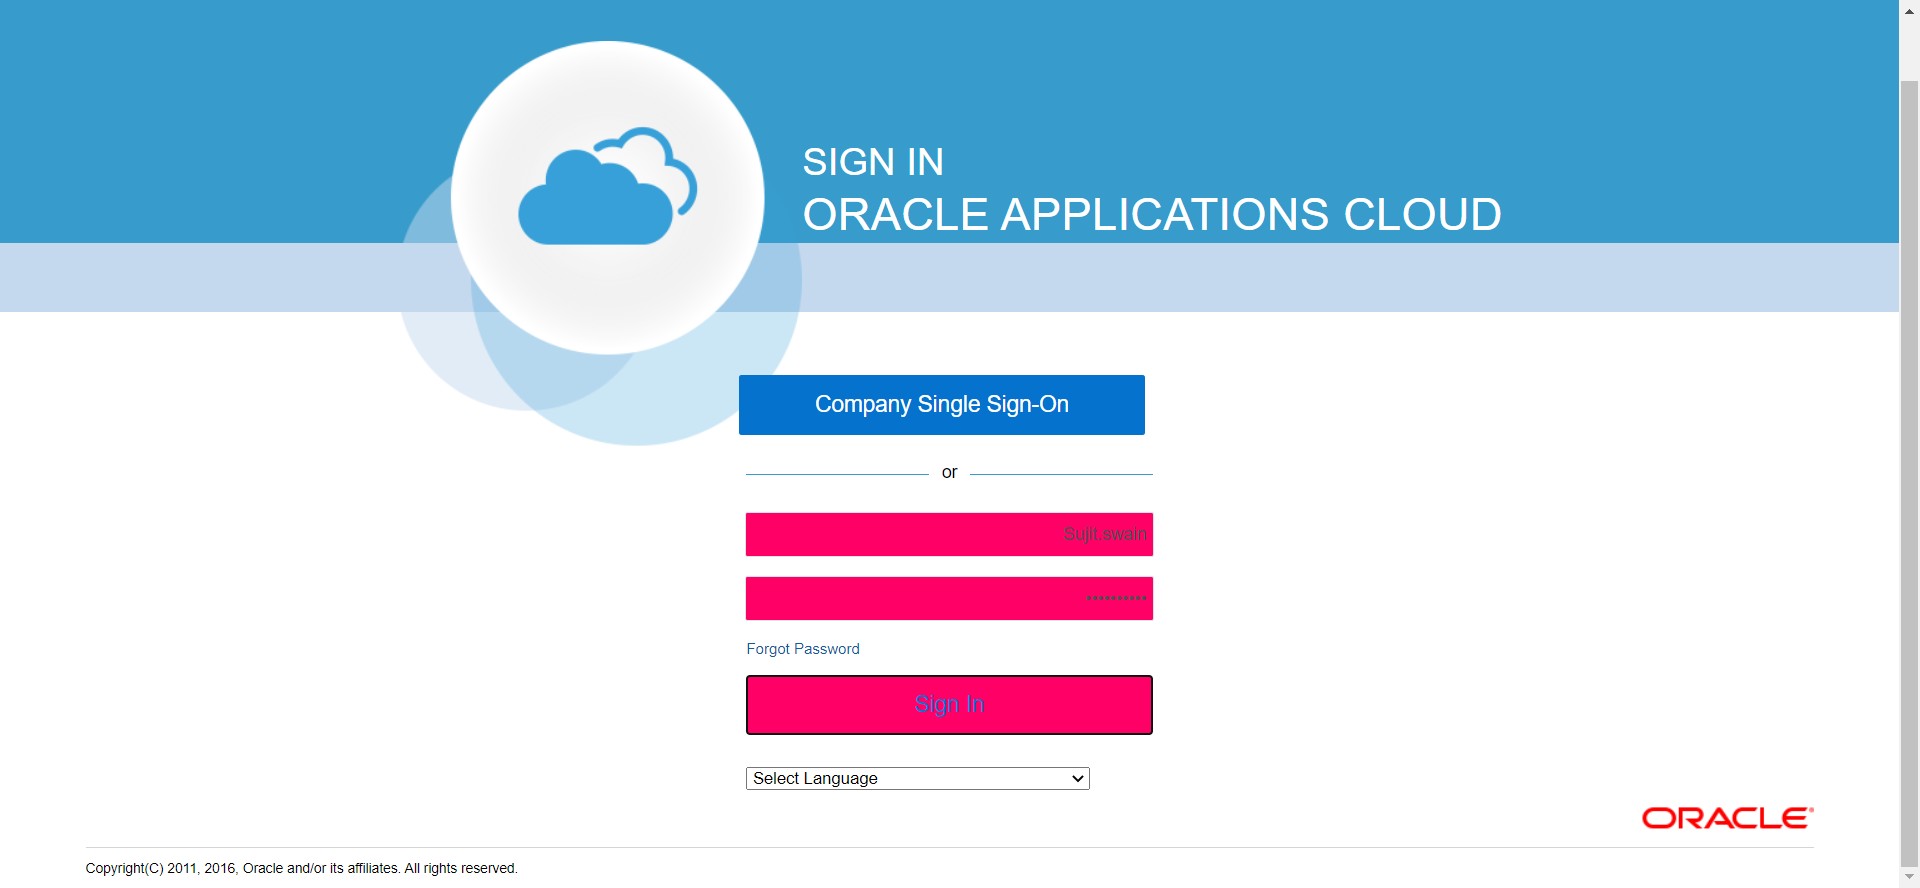 SIGN IN
ORACLE APPLICATIONS CLOUD
Company Single Sign-On
or
Sujit.swain
••••••••••
Forgot Password
Sign In
Select Language
ORACLE®
Copyright(C) 2011, 2016, Oracle and/or its affiliates. All rights reserved.